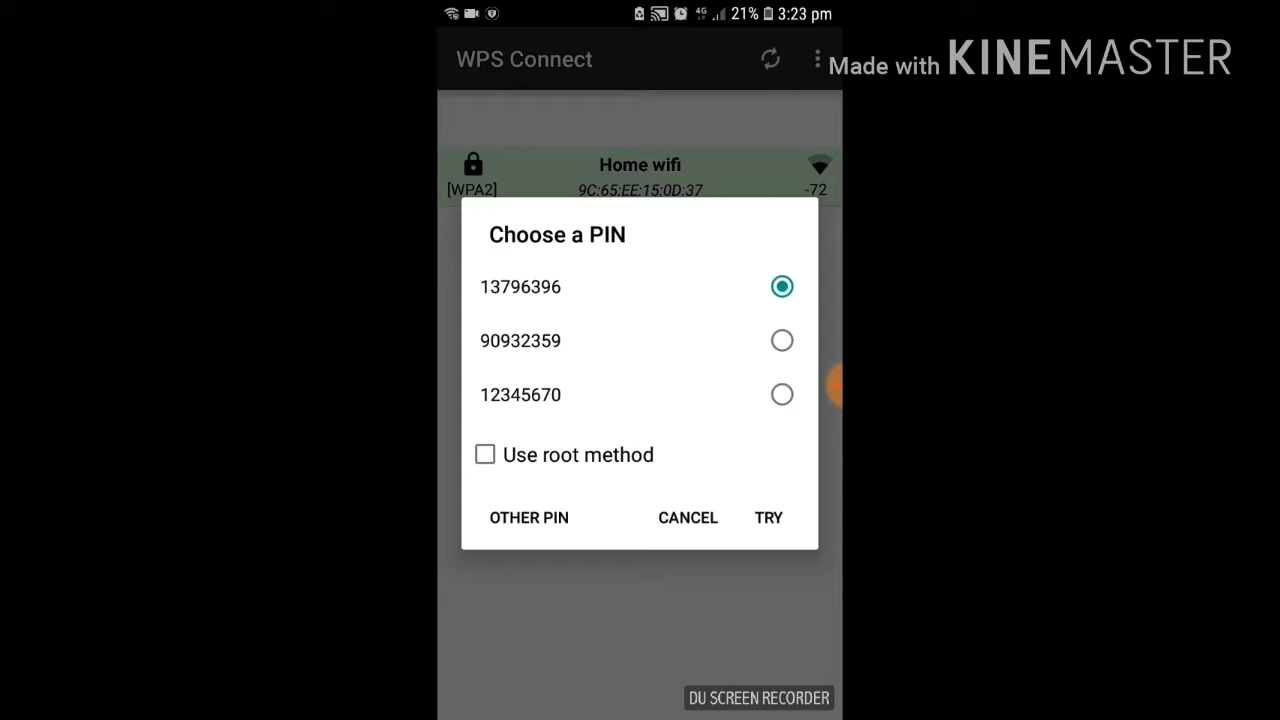 4G 21% 3:23 pm
WPS Connect
Made with KINEMASTER
Home wifi
[WPA2] 9C:65:EE:15:0D:37 -72
Choose a PIN
13796396
90932359
12345670
Use root method
OTHER PIN CANCEL TRY
DU SCREEN RECORDER